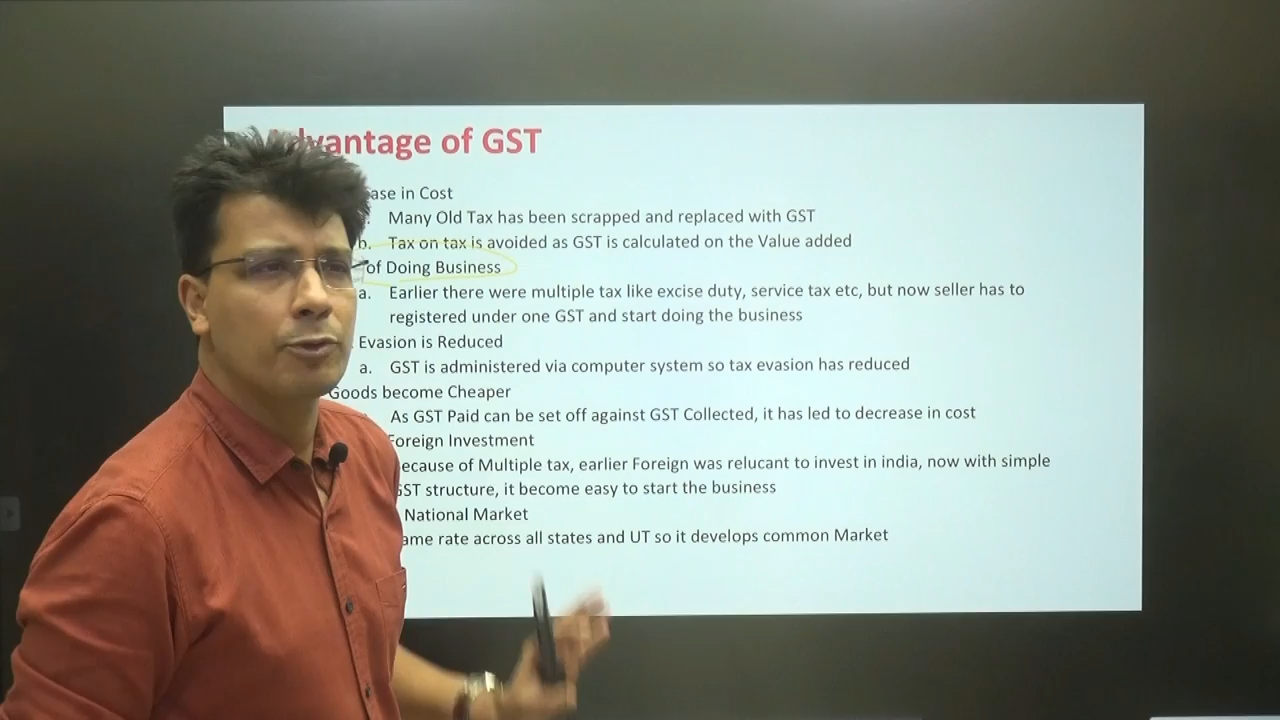 vantage of GST
ase in Cost
Many Old Tax has been scrapped and replaced with GST
b. Tax on tax is avoided as GST is calculated on the Value added
of Doing Business
a. Earlier there were multiple tax like excise duty, service tax etc, but now seller has to
registered under one GST and start doing the business
Evasion is Reduced
a. GST is administered via computer system so tax evasion has reduced
Goods become Cheaper
As GST Paid can be set off against GST Collected, it has led to decrease in cost
Foreign Investment
ecause of Multiple tax, earlier Foreign was relucant to invest in india, now with simple
GST structure, it become easy to start the business
National Market
ame rate across all states and UT so it develops common Market